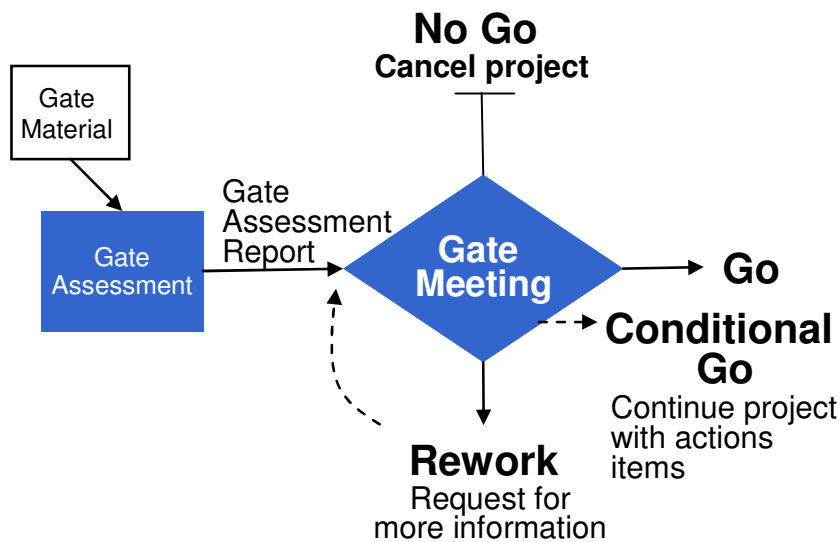 No Go
Cancel project
Gate
Material
Gate
Assessment
Gate
Assessment
Report
Gate
Meeting
Go
Conditional
Go
Continue project
with actions
items
Rework
Request for
more information